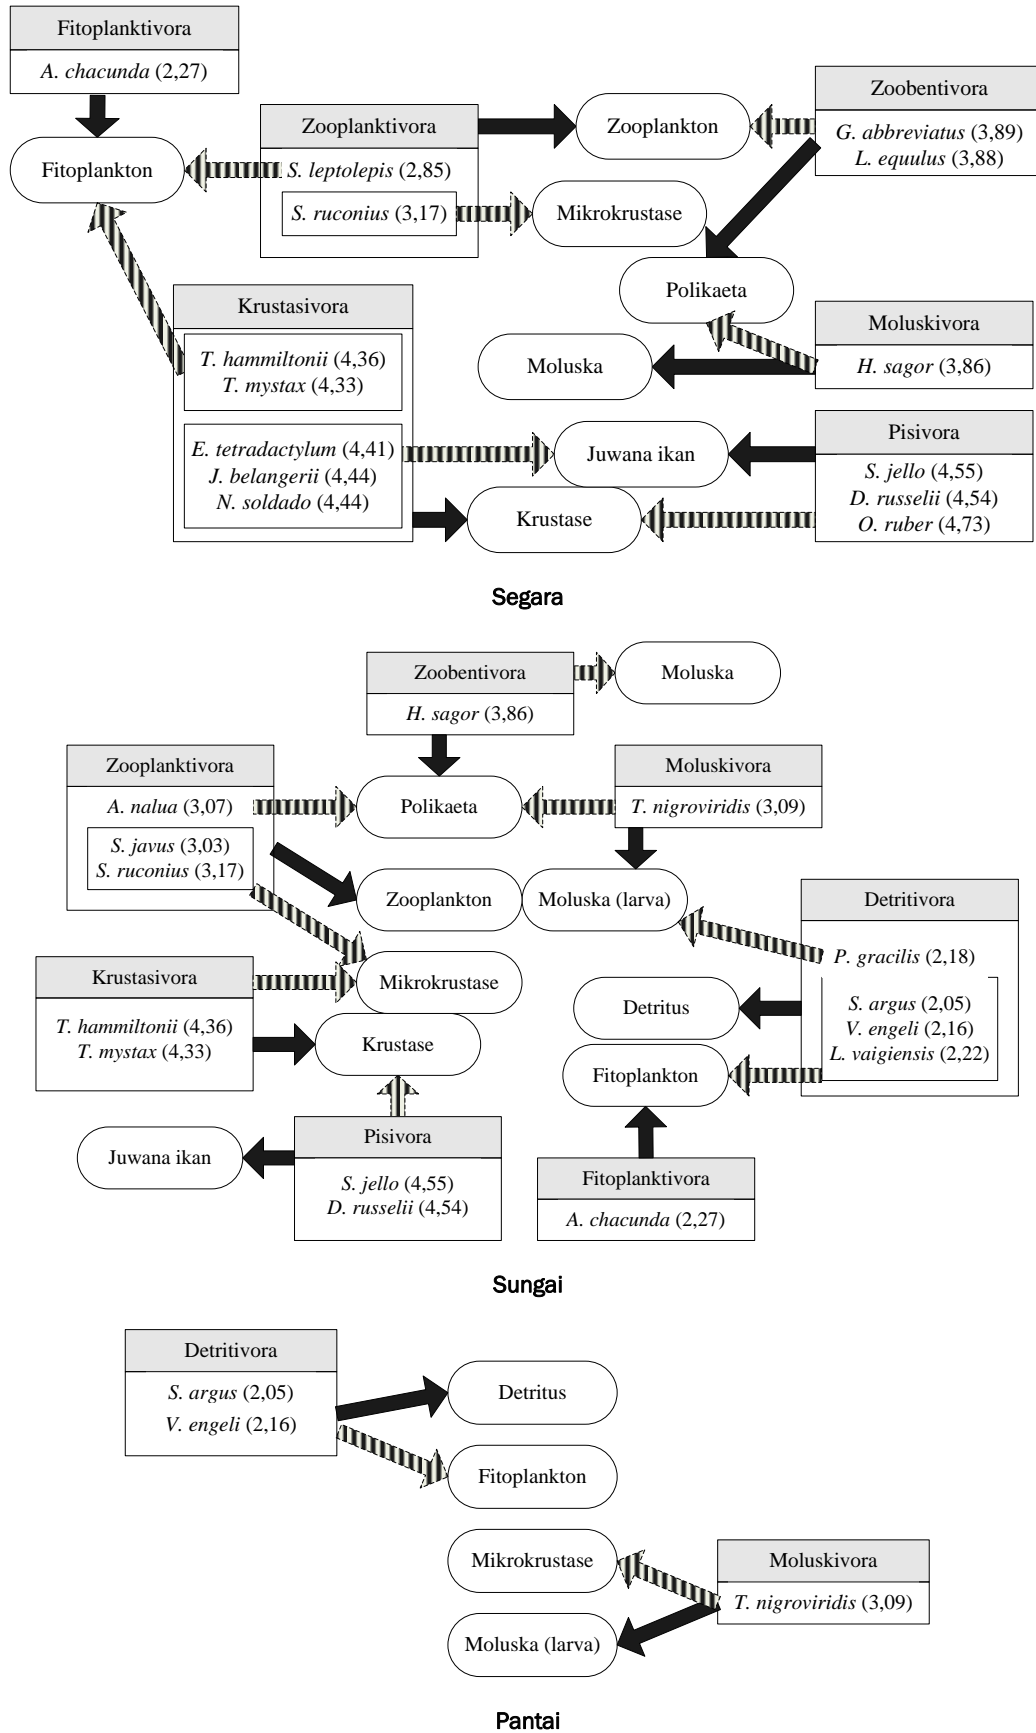 Fitoplanktivora
A. chacunda (2,27)
Fitoplankton
Zooplanktivora
S. leptolepis (2,85)
S. ruconius (3,17)
Zooplankton
Mikrokrustase
Zoobentivora
G. abbreviatus (3,89)
L. equulus (3,88)
Polikaeta
Krustasivora
T. hammiltonii (4,36)
T. mystax (4,33)
E. tetradactylum (4,41)
J. belangerii (4,44)
N. soldado (4,44)
Moluska
Moluskivora
H. sagor (3,86)
Juwana ikan
Krustase
Pisivora
S. jello (4,55)
D. russelii (4,54)
O. ruber (4,73)
Segara
Zoobentivora
H. sagor (3,86)
Moluska
Zooplanktivora
A. nalua (3,07)
S. javus (3,03)
S. ruconius (3,17)
Polikaeta
Moluskivora
T. nigroviridis (3,09)
Zooplankton
Moluska (larva)
Detritivora
P. gracilis (2,18)
S. argus (2,05)
V. engeli (2,16)
L. vaigiensis (2,22)
Krustasivora
T. hammiltonii (4,36)
T. mystax (4,33)
Mikrokrustase
Krustase
Detritus
Fitoplankton
Juwana ikan
Pisivora
S. jello (4,55)
D. russelii (4,54)
Fitoplanktivora
A. chacunda (2,27)
Sungai
Detritivora
S. argus (2,05)
V. engeli (2,16)
Detritus
Fitoplankton
Mikrokrustase
Moluska (larva)
Moluskivora
T. nigroviridis (3,09)
Pantai